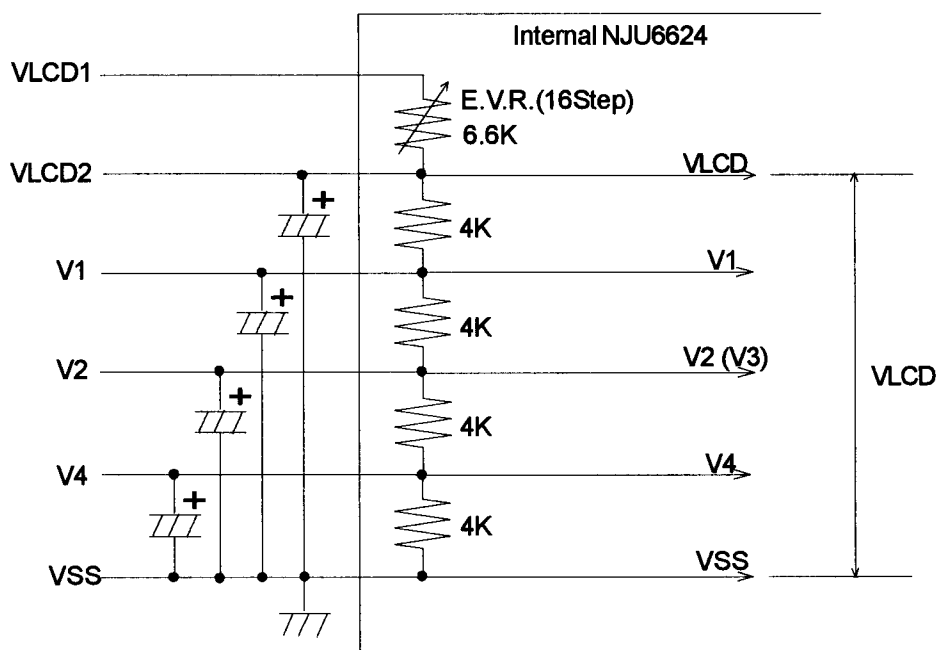 Internal NJU6624
VLCD1
E.V.R.(16Step)
6.6K
VLCD2
VLCD
+
4K
V1
V1
+
4K
V2
V2 (V3)
VLCD
+
4K
V4
V4
+
4K
VSS
VSS